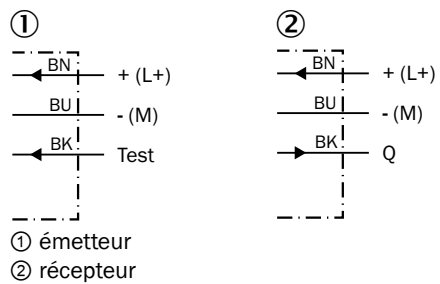 ①
BN + (L+)
BU - (M)
BK Test
②
BN + (L+)
BU - (M)
BK Q
① émetteur
② récepteur